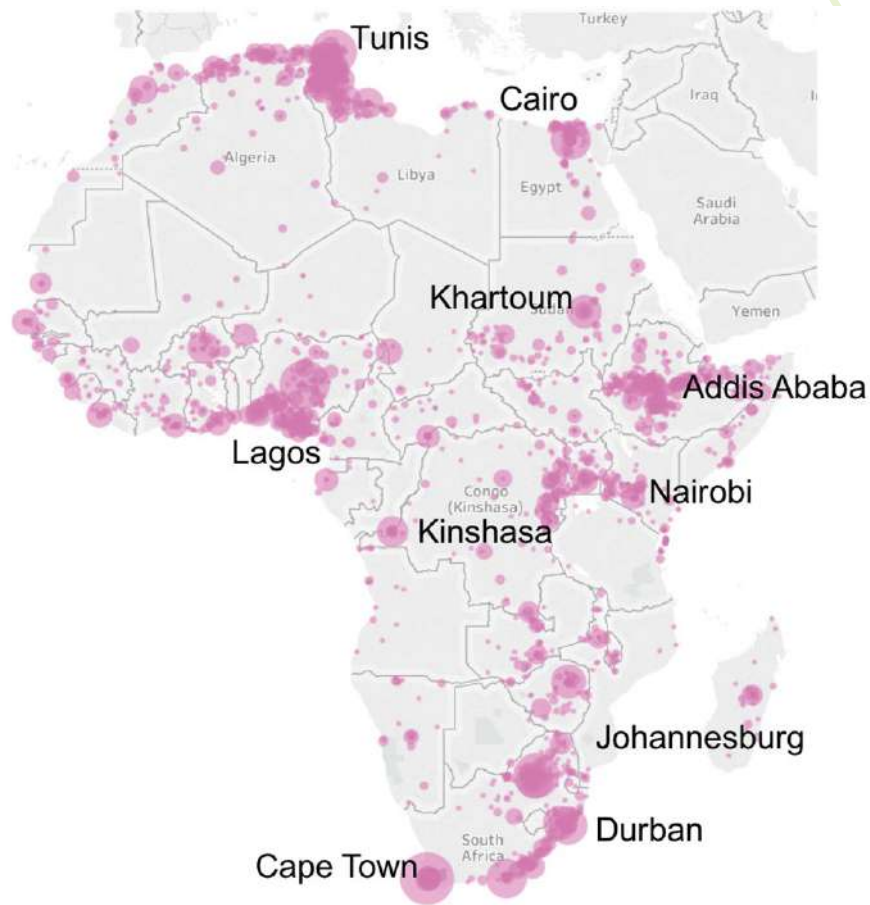 Turkey
Tunis
Cairo
Iraq
Algeria
Libya
Egypt
Saudi
Arabia
Khartoum
Sudan
Yemen
Addis Ababa
Lagos
Congo
(Kinshasa)
Nairobi
Kinshasa
Johannesburg
Durban
South
Africa
Cape Town